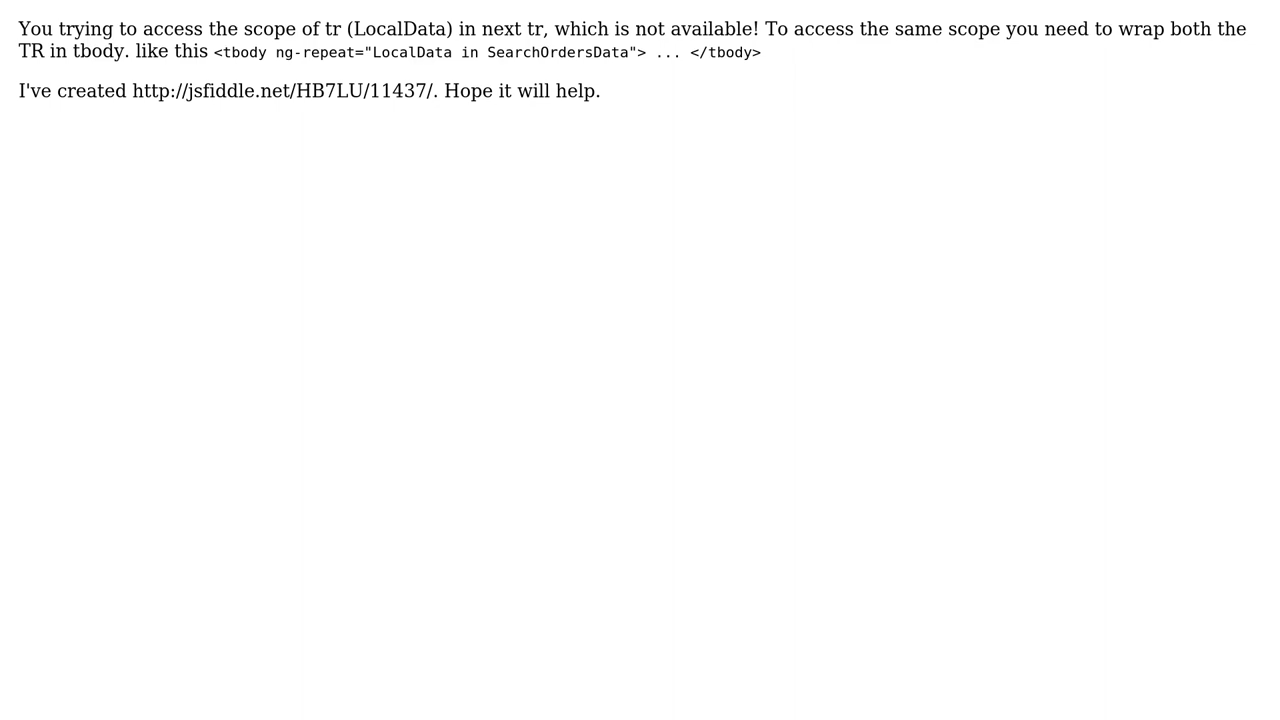 You trying to access the scope of tr (LocalData) in next tr, which is not available! To access the same scope you need to wrap both the
TR in tbody. like this <tbody ng-repeat="LocalData in SearchOrdersData"> ... </tbody>
I've created http://jsfiddle.net/HB7LU/11437/. Hope it will help.